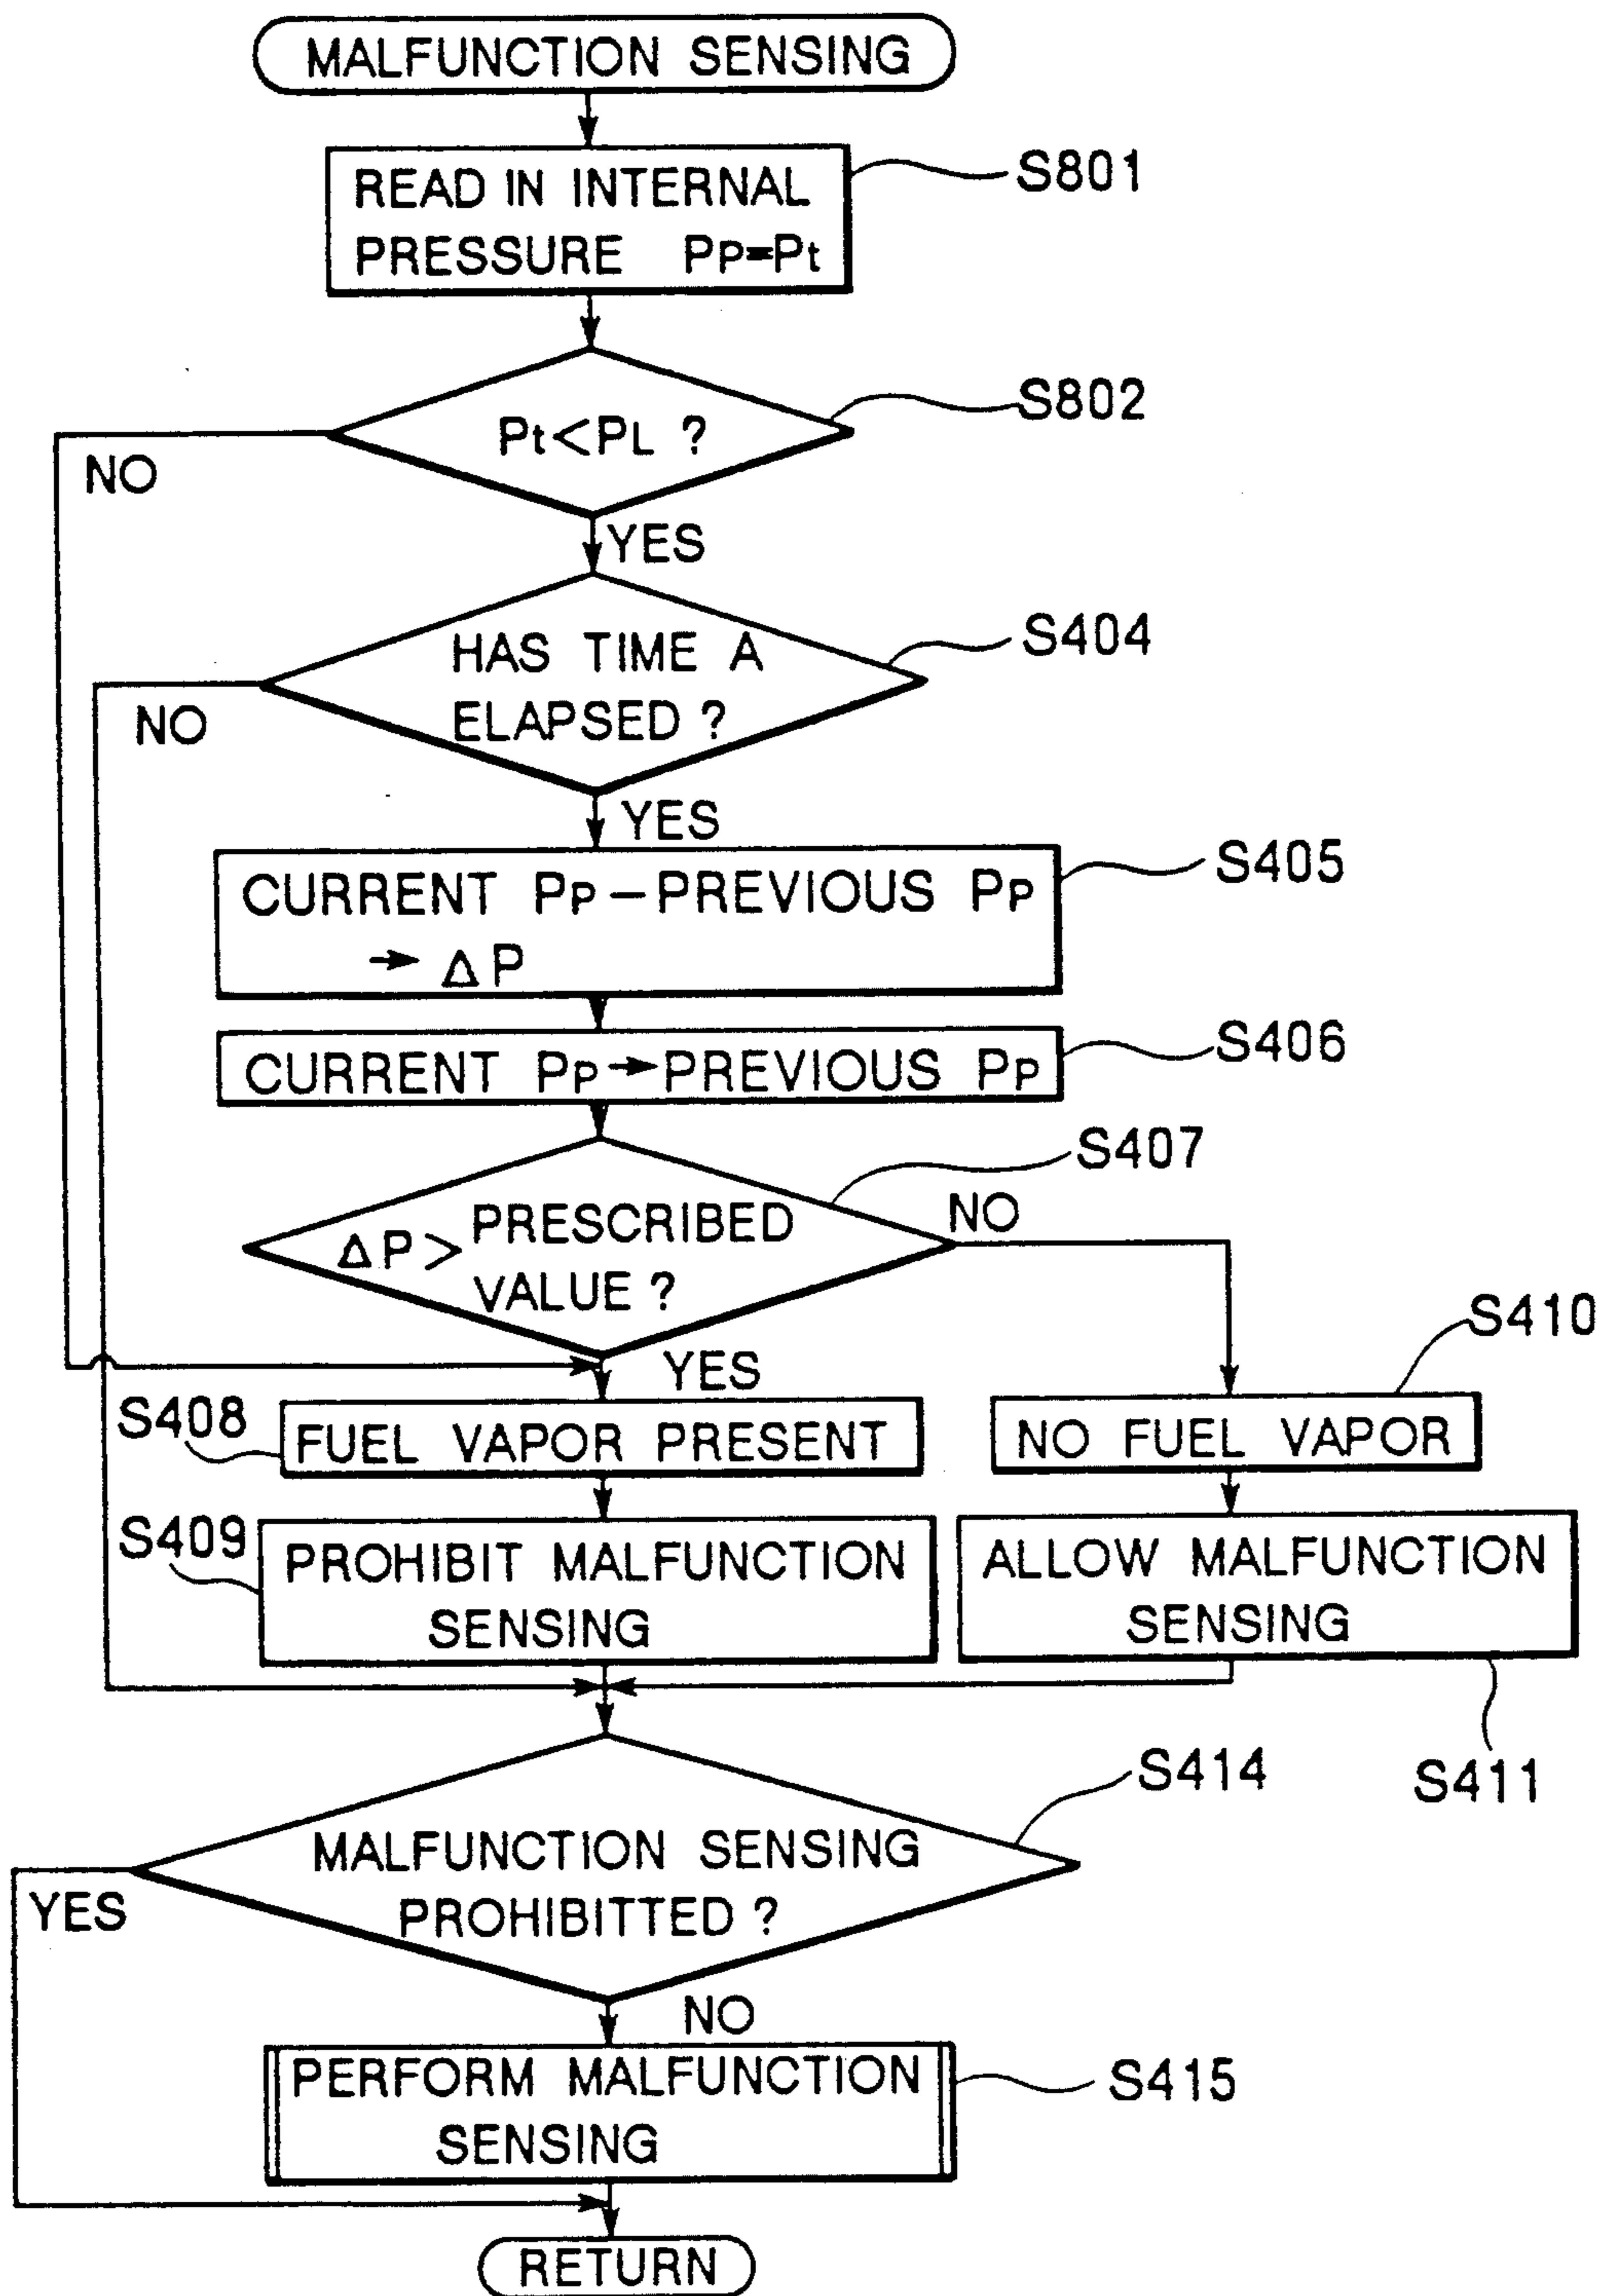 MALFUNCTION SENSING
READ IN INTERNAL
PRESSURE PP=Pt
S801
Pt<PL ?
S802
NO
YES
HAS TIME A
ELAPSED ?
S404
NO
YES
CURRENT PP-PREVIOUS PP
→ ΔP
S405
CURRENT PP→PREVIOUS PP
S406
ΔP> PRESCRIBED
VALUE ?
S407
NO
YES
S410
S408
FUEL VAPOR PRESENT
NO FUEL VAPOR
S409
PROHIBIT MALFUNCTION
SENSING
ALLOW MALFUNCTION
SENSING
S411
S414
MALFUNCTION SENSING
PROHIBITTED ?
YES
NO
PERFORM MALFUNCTION
SENSING
S415
RETURN